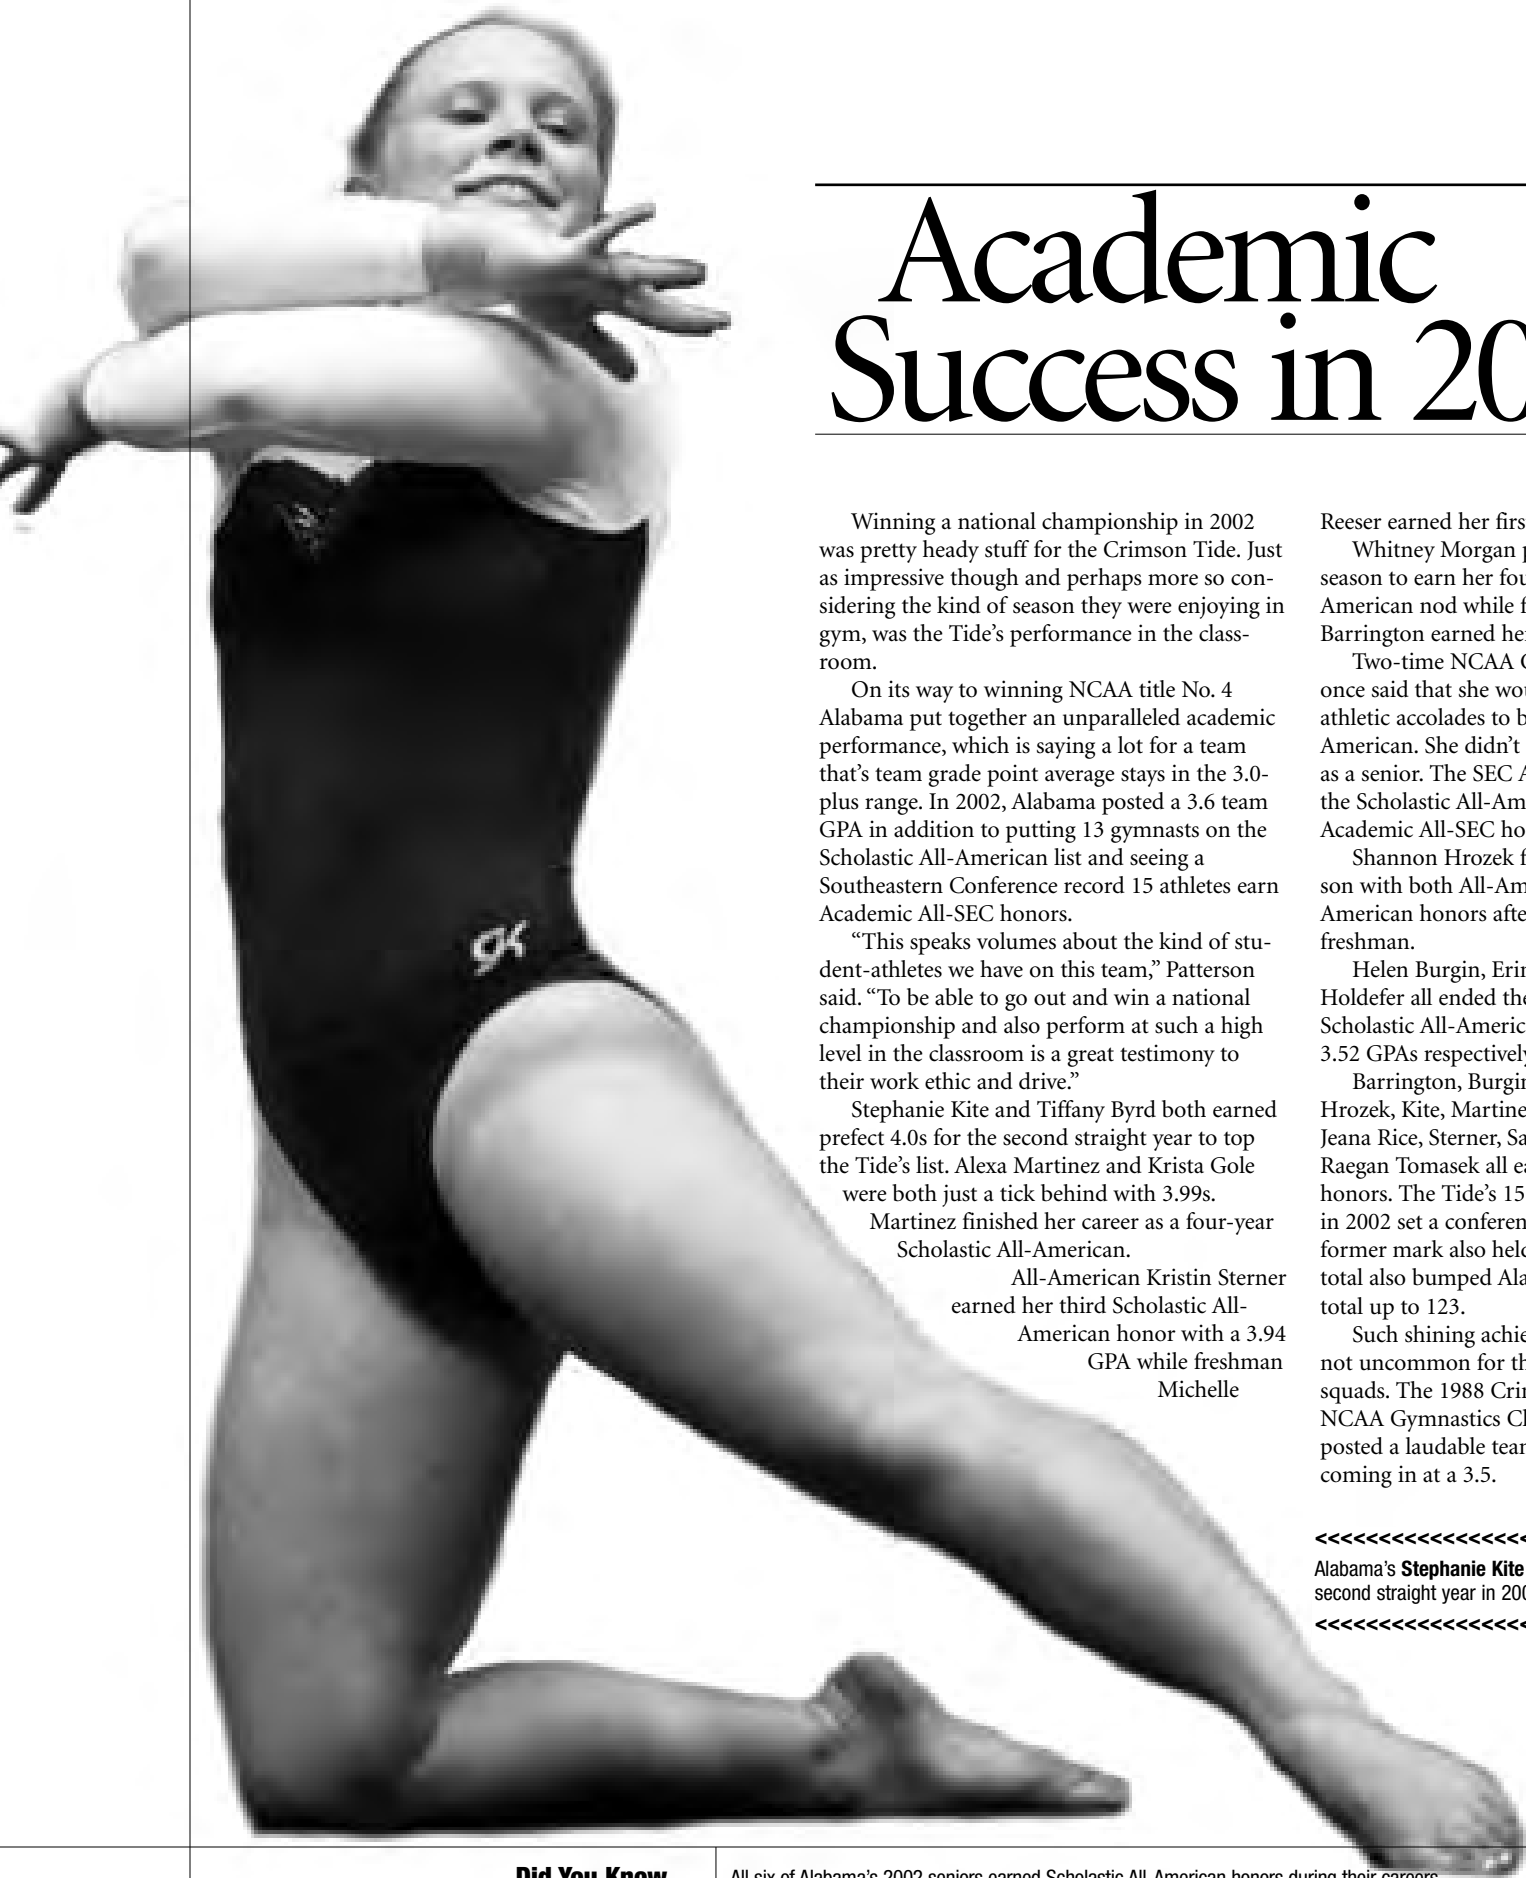 Academic
Success in 20
Winning a national championship in 2002
was pretty heady stuff for the Crimson Tide. Just
as impressive though and perhaps more so con-
sidering the kind of season they were enjoying in
gym, was the Tide’s performance in the class-
room.
On its way to winning NCAA title No. 4
Alabama put together an unparalleled academic
performance, which is saying a lot for a team
that’s team grade point average stays in the 3.0-
plus range. In 2002, Alabama posted a 3.6 team
GPA in addition to putting 13 gymnasts on the
Scholastic All-American list and seeing a
Southeastern Conference record 15 athletes earn
Academic All-SEC honors.
“This speaks volumes about the kind of stu-
dent-athletes we have on this team,” Patterson
said. “To be able to go out and win a national
championship and also perform at such a high
level in the classroom is a great testimony to
their work ethic and drive.”
Stephanie Kite and Tiffany Byrd both earned
prefect 4.0s for the second straight year to top
the Tide’s list. Alexa Martinez and Krista Gole
were both just a tick behind with 3.99s.
Martinez finished her career as a four-year
Scholastic All-American.
All-American Kristin Sterner
earned her third Scholastic All-
American honor with a 3.94
GPA while freshman
Michelle
Reeser earned her firs
Whitney Morgan p
season to earn her fou
American nod while f
Barrington earned her
Two-time NCAA C
once said that she wou
athletic accolades to b
American. She didn’t
as a senior. The SEC A
the Scholastic All-Am
Academic All-SEC ho
Shannon Hrozek f
son with both All-Am
American honors afte
freshman.
Helen Burgin, Erin
Holdefer all ended the
Scholastic All-Americ
3.52 GPAs respectively
Barrington, Burgin
Hrozek, Kite, Martine
Jeana Rice, Sterner, Sa
Raegan Tomasek all ea
honors. The Tide’s 15
in 2002 set a conferen
former mark also held
total also bumped Ala
total up to 123.
Such shining achie
not uncommon for th
squads. The 1988 Crim
NCAA Gymnastics Ch
posted a laudable team
coming in at a 3.5.
<<<<<<<<<<<<<<<<<
Alabama’s Stephanie Kite
second straight year in 200
<<<<<<<<<<<<<<<<<
GK
Did You Know
All six of Alabama’s 2002 seniors earned Scholastic All-American honors during their careers